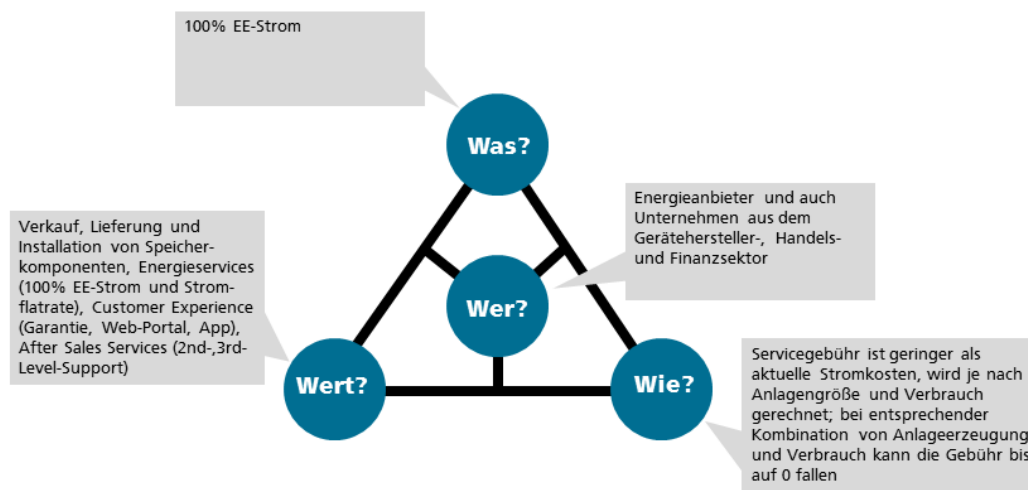 100% EE-Strom
Was?
Energieanbieter und auch
Unternehmen aus dem
Gerätehersteller-, Handels-
und Finanzsektor
Verkauf, Lieferung und
Installation von Speicher-
komponenten, Energieservices
(100% EE-Strom und Strom-
flatrate), Customer Experience
(Garantie, Web-Portal, App),
After Sales Services (2nd-,3rd-
Level-Support)
Wer?
Wert?
Wie?
Servicegebühr ist geringer als
aktuelle Stromkosten, wird je nach
Anlagengröße und Verbrauch
gerechnet; bei entsprechender
Kombination von Anlageerzeugung
und Verbrauch kann die Gebühr bis
auf 0 fallen